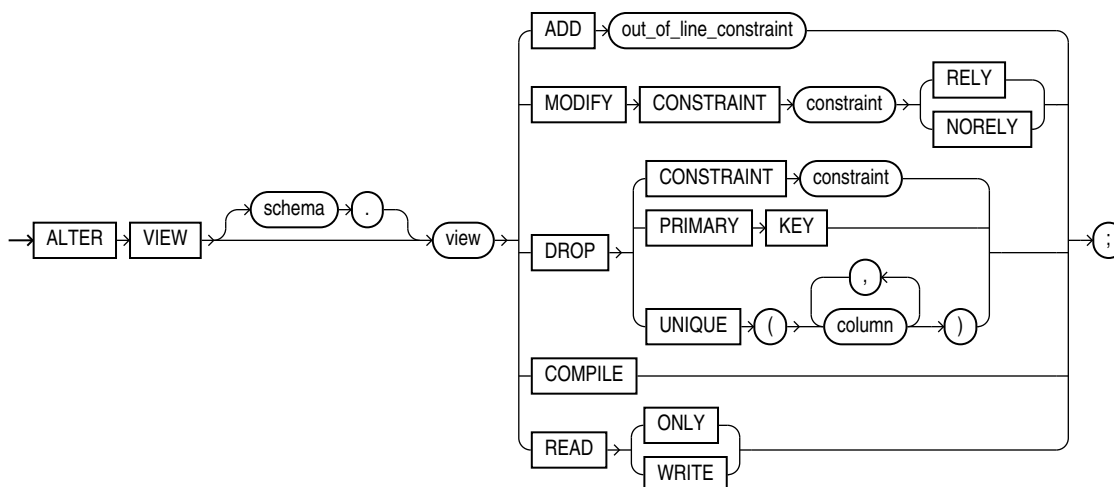 ADD out_of_line_constraint
MODIFY CONSTRAINT constraint RELY
NORELY
ALTER VIEW schema . view
DROP CONSTRAINT constraint
PRIMARY KEY
UNIQUE ( column , )
COMPILE
READ ONLY
WRITE
;